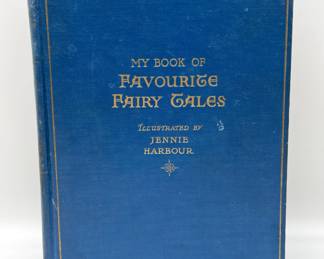 MY BOOK OF
FAVOURITE
FAIRY TALES
ILLUSTRATED BY
JENNIE
HARBOUR